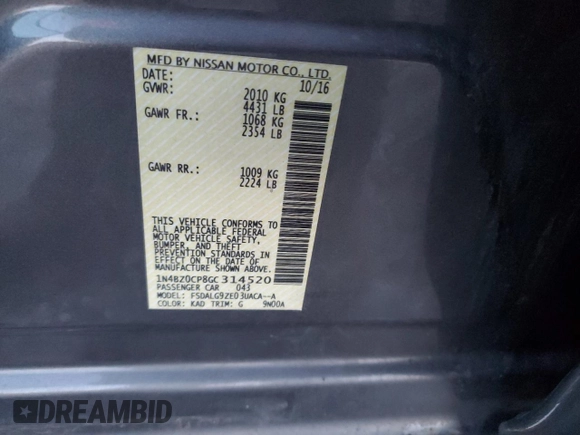 MFD BY NISSAN MOTOR CO., LTD.
DATE: 10/16
GVWR: 2010 KG
4431 LB
GAWR FR.: 1068 KG
2354 LB
GAWR RR.: 1009 KG
2224 LB
THIS VEHICLE CONFORMS TO
ALL APPLICABLE FEDERAL
MOTOR VEHICLE SAFETY,
BUMPER, AND THEFT
PREVENTION STANDARDS IN
EFFECT ON THE DATE OF
MANUFACTURE SHOWN ABOVE.
1N4BZ0CP8GC314520
PASSENGER CAR 043
MODEL: FSDALG9ZE03UACA--A
COLOR: KAD TRIM: G 9N00A
DREAMBID